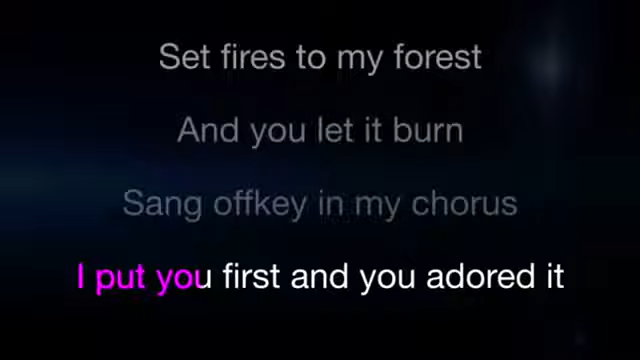 Set fires to my forest
And you let it burn
Sang offkey in my chorus
I put you first and you adored it